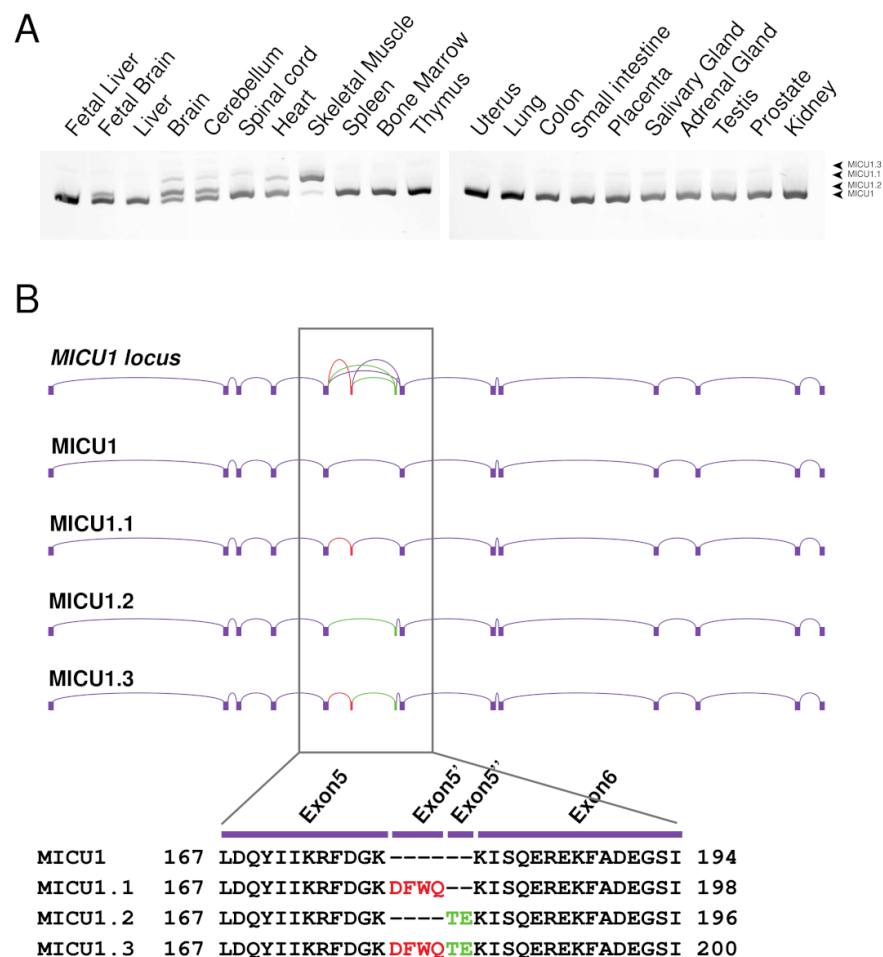 A
Fetal Liver
Fetal Brain
Liver
Brain
Cerebellum
Spinal cord
Heart
Skeletal Muscle
Spleen
Bone Marrow
Thymus
Uterus
Lung
Colon
Small intestine
Placenta
Salivary Gland
Adrenal Gland
Testis
Prostate
Kidney
MICU1.3
MICU1.1
MICU1.2
MICU1
B
MICU1 locus
MICU1
MICU1.1
MICU1.2
MICU1.3
Exon5
Exon5'
Exon5''
Exon6
MICU1 167 LDQYIIKRFDGK------KISQEREKFADEGSI 194
MICU1.1 167 LDQYIIKRFDGKDFWQ--KISQEREKFADEGSI 198
MICU1.2 167 LDQYIIKRFDGK----TEKISQEREKFADEGSI 196
MICU1.3 167 LDQYIIKRFDGKDFWQTEKISQEREKFADEGSI 200